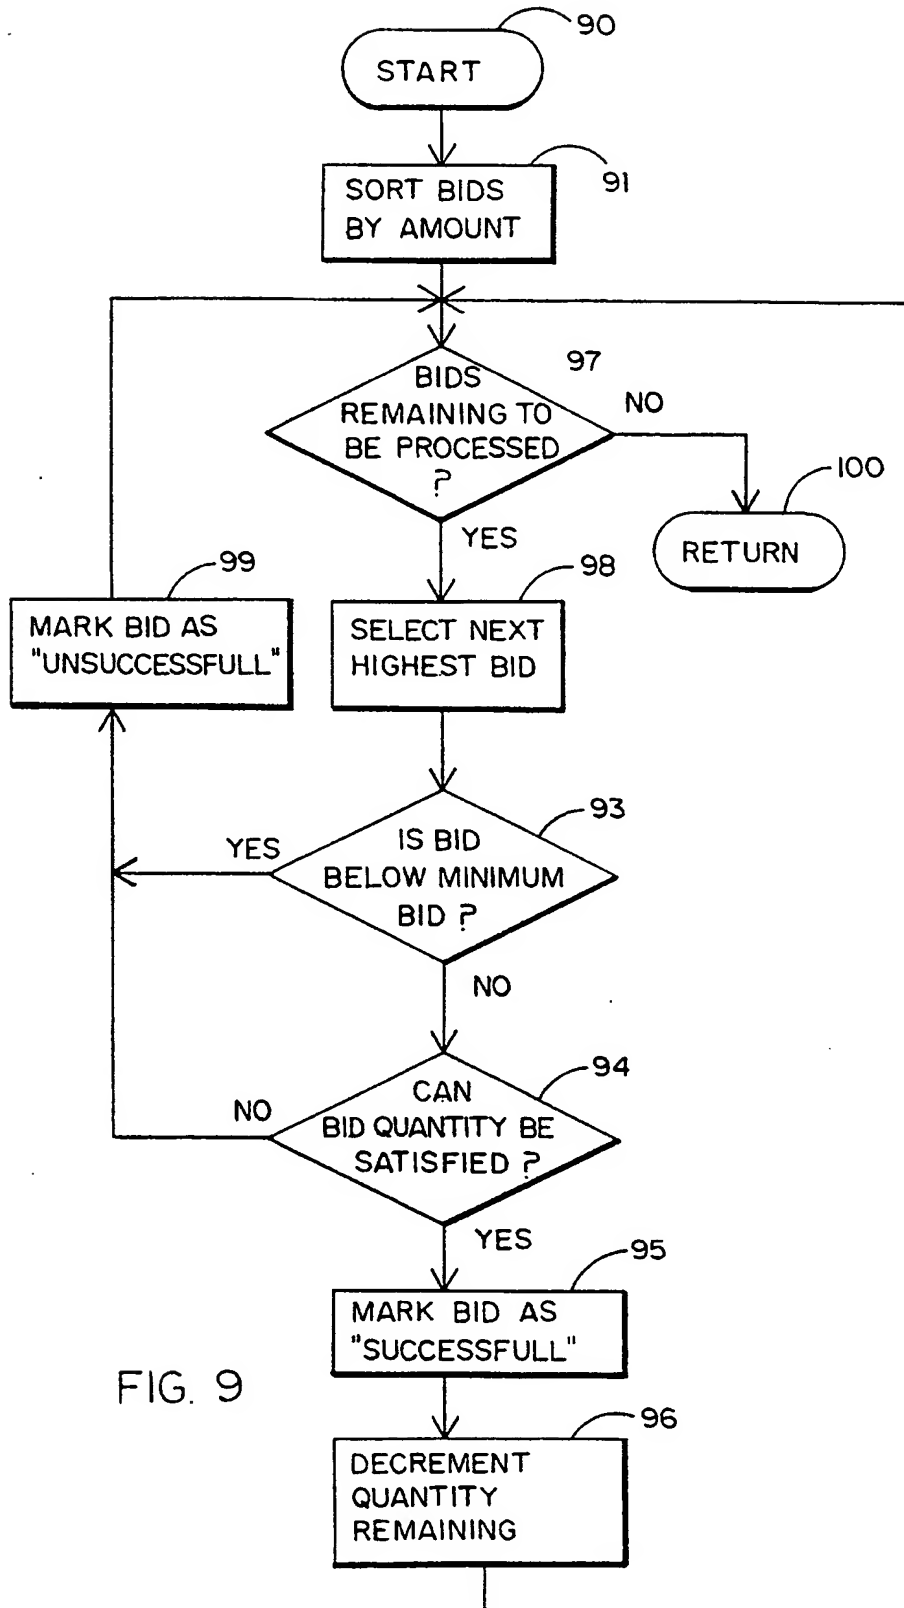 90
START
91
SORT BIDS
BY AMOUNT
97
BIDS
REMAINING TO
BE PROCESSED
?
NO
100
RETURN
YES
99
MARK BID AS
"UNSUCCESSFULL"
98
SELECT NEXT
HIGHEST BID
93
IS BID
BELOW MINIMUM
BID ?
YES
NO
94
CAN
BID QUANTITY BE
SATISFIED ?
NO
YES
95
MARK BID AS
"SUCCESSFULL"
FIG. 9
96
DECREMENT
QUANTITY
REMAINING